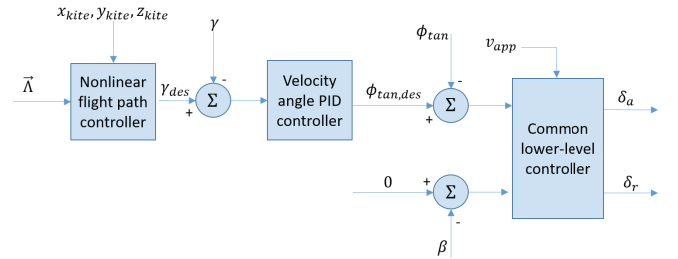 x_kite, y_kite, z_kite
γ
ϕ_tan
v_app
Λ⃗
Nonlinear
flight path
controller
γ_des
+
-
Σ
Velocity
angle PID
controller
ϕ_tan,des
+
-
Σ
Common
lower-level
controller
δ_a
0
+
Σ
-
δ_r
β